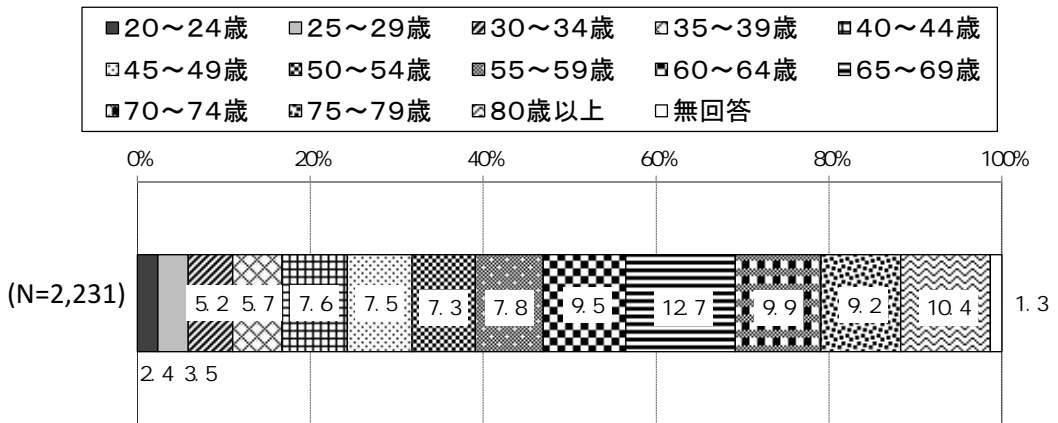 20～24歳 25～29歳 30～34歳 35～39歳 40～44歳
45～49歳 50～54歳 55～59歳 60～64歳 65～69歳
70～74歳 75～79歳 80歳以上 無回答
0% 20% 40% 60% 80% 100%
(N=2,231) 5.2 5.7 7.6 7.5 7.3 7.8 9.5 12.7 9.9 9.2 10.4 1.3
2.4 3.5